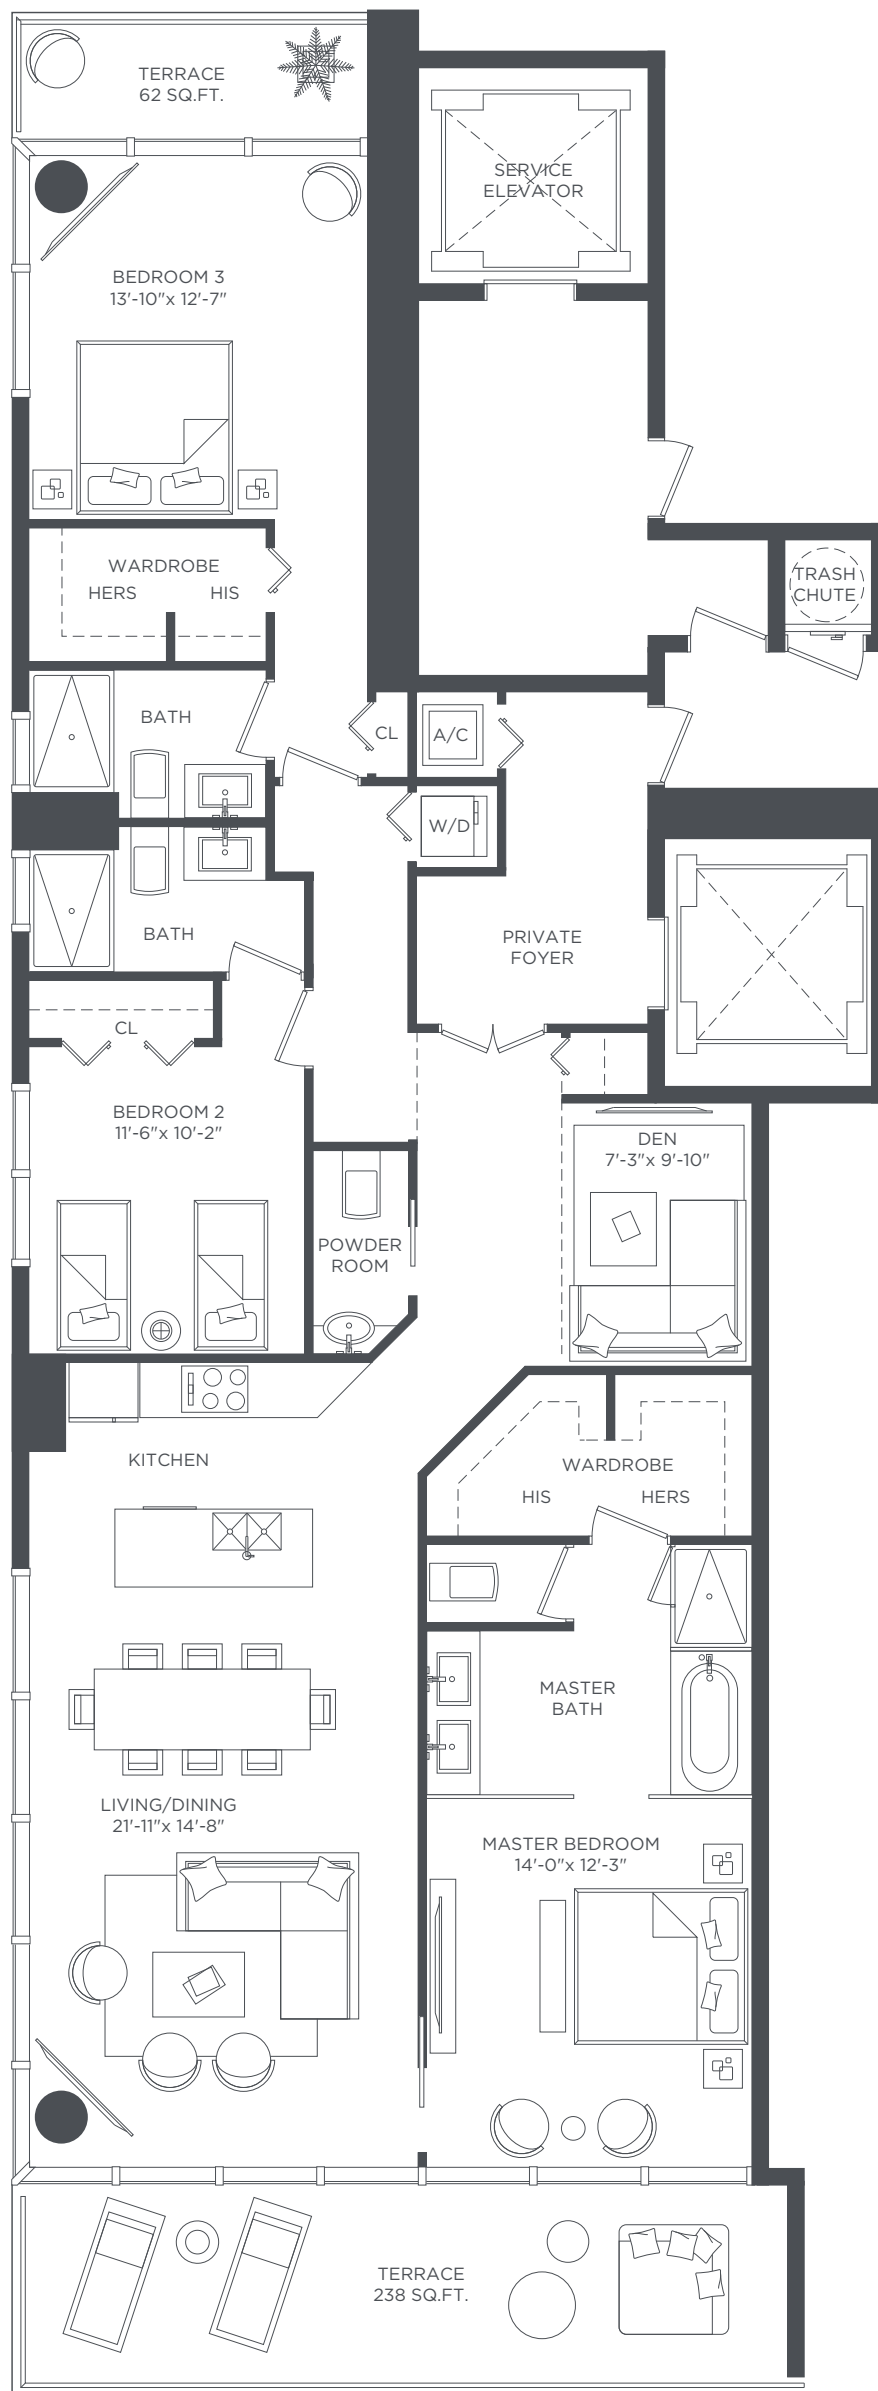 TERRACE
62 SQ.FT.
SERVICE
ELEVATOR
BEDROOM 3
13'-10"x 12'-7"
WARDROBE
HERS HIS
TRASH
CHUTE
BATH
CL
A/C
W/D
BATH
PRIVATE
FOYER
CL
BEDROOM 2
11'-6"x 10'-2"
DEN
7'-3"x 9'-10"
POWDER
ROOM
KITCHEN
WARDROBE
HIS HERS
MASTER
BATH
LIVING/DINING
21'-11"x 14'-8"
MASTER BEDROOM
14'-0"x 12'-3"
TERRACE
238 SQ.FT.